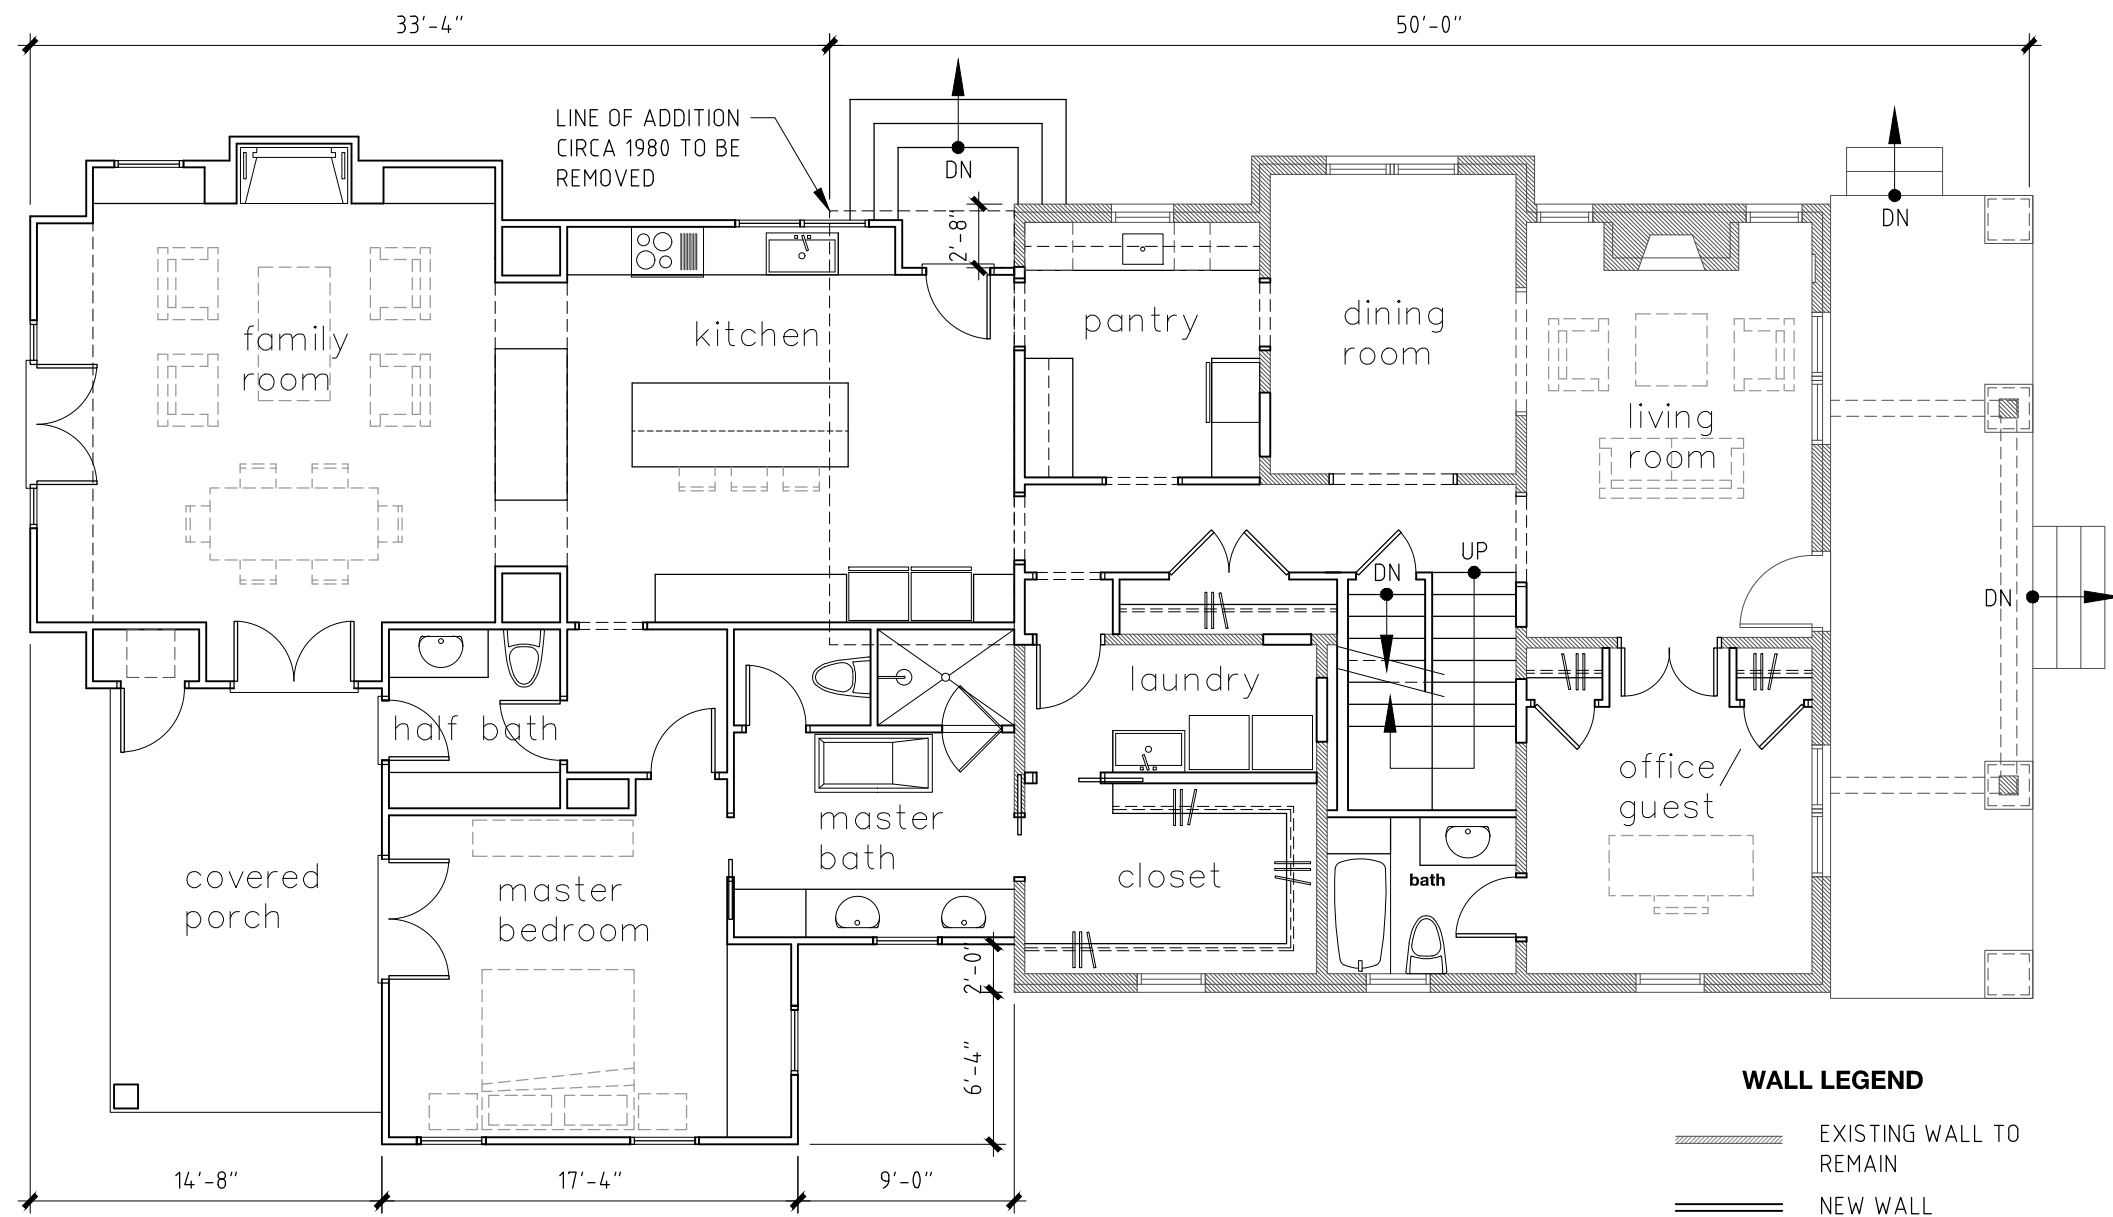 33'-4"
50'-0"
LINE OF ADDITION
CIRCA 1980 TO BE
REMOVED
DN
DN
2'-8"
family
room
kitchen
pantry
dining
room
living
room
UP
DN
DN
half bath
laundry
office
guest
master
bath
closet
bath
covered
porch
master
bedroom
2'-0"
6'-4"
WALL LEGEND
EXISTING WALL TO
REMAIN
NEW WALL
14'-8"
17'-4"
9'-0"